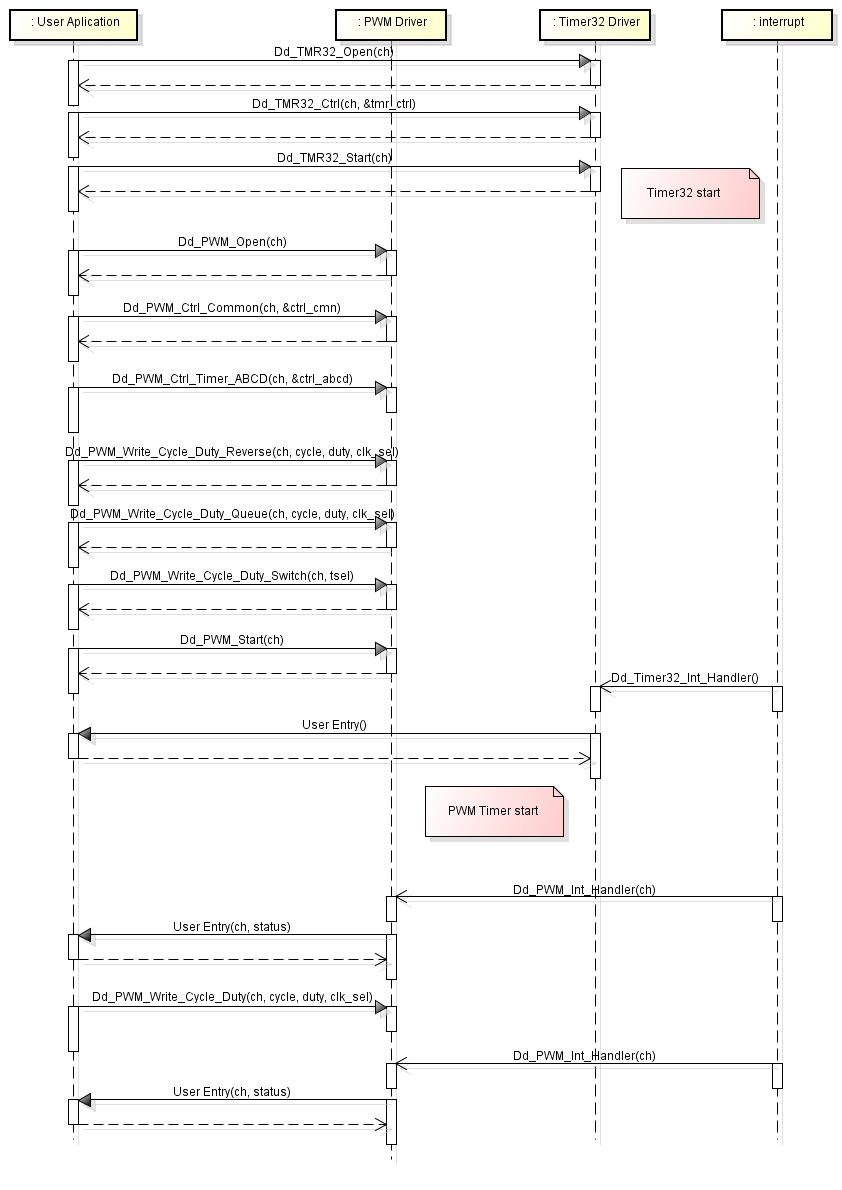 : User Aplication
: PWM Driver
: Timer32 Driver
: interrupt
Dd_TMR32_Open(ch)
Dd_TMR32_Ctrl(ch, &tmr_ctrl)
Dd_TMR32_Start(ch)
Timer32 start
Dd_PWM_Open(ch)
Dd_PWM_Ctrl_Common(ch, &ctrl_cmn)
Dd_PWM_Ctrl_Timer_ABCD(ch, &ctrl_abcd)
Dd_PWM_Write_Cycle_Duty_Reverse(ch, cycle, duty, clk_sel)
Dd_PWM_Write_Cycle_Duty_Queue(ch, cycle, duty, clk_sel)
Dd_PWM_Write_Cycle_Duty_Switch(ch, tsel)
Dd_PWM_Start(ch)
Dd_Timer32_Int_Handler()
User Entry()
PWM Timer start
Dd_PWM_Int_Handler(ch)
User Entry(ch, status)
Dd_PWM_Write_Cycle_Duty(ch, cycle, duty, clk_sel)
Dd_PWM_Int_Handler(ch)
User Entry(ch, status)